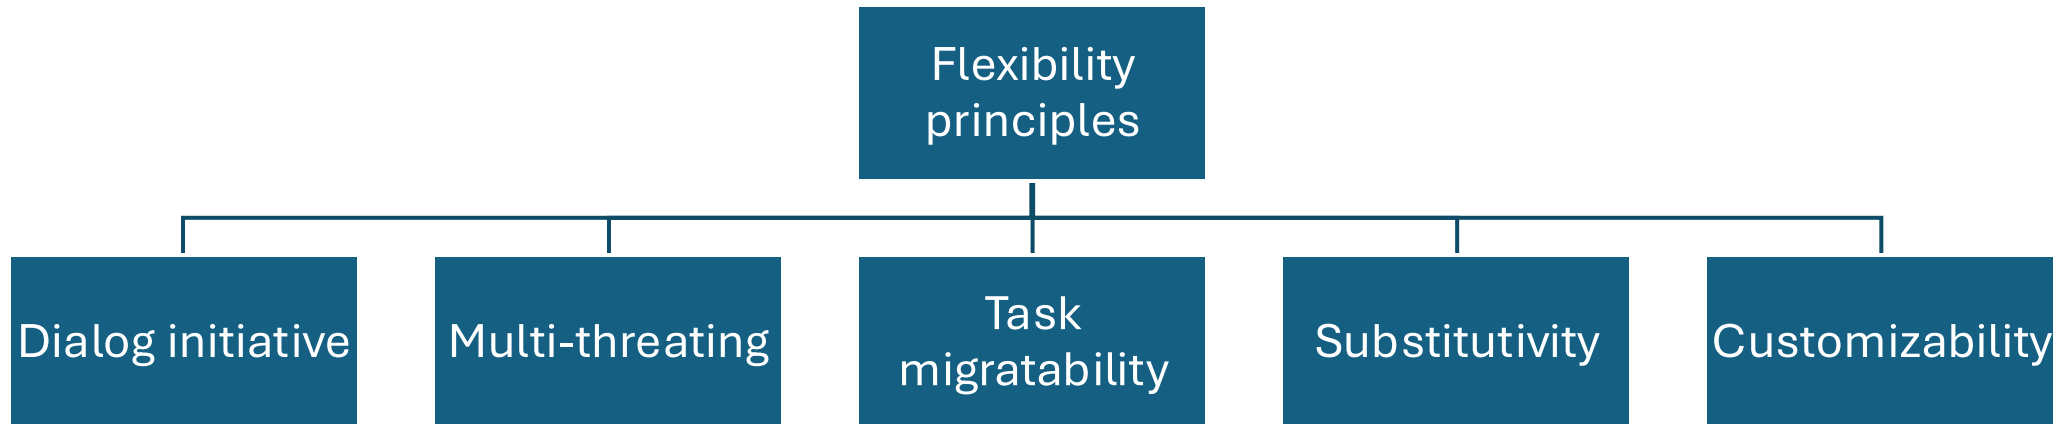 Flexibility
principles
Dialog initiative
Multi-threating
Task
migratability
Substitutivity
Customizability